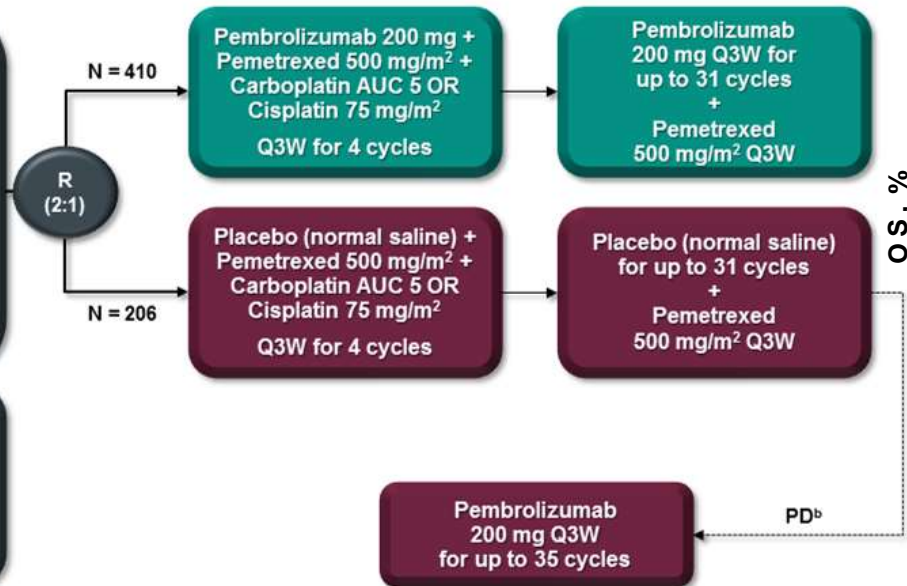 N = 410
R
(2:1)
N = 206
Pembrolizumab 200 mg +
Pemetrexed 500 mg/m²  +
Carboplatin AUC 5 OR
Cisplatin 75 mg/m²
Q3W for 4 cycles
Pembrolizumab
200 mg Q3W for
up to 31 cycles
+
Pemetrexed
500 mg/m² Q3W
Placebo (normal saline) +
Pemetrexed 500 mg/m² +
Carboplatin AUC 5 OR
Cisplatin 75 mg/m²
Q3W for 4 cycles
Placebo (normal saline)
for up to 31 cycles
+
Pemetrexed
500 mg/m² Q3W
OS, %
PDᵇ
Pembrolizumab
200 mg Q3W
for up to 35 cycles